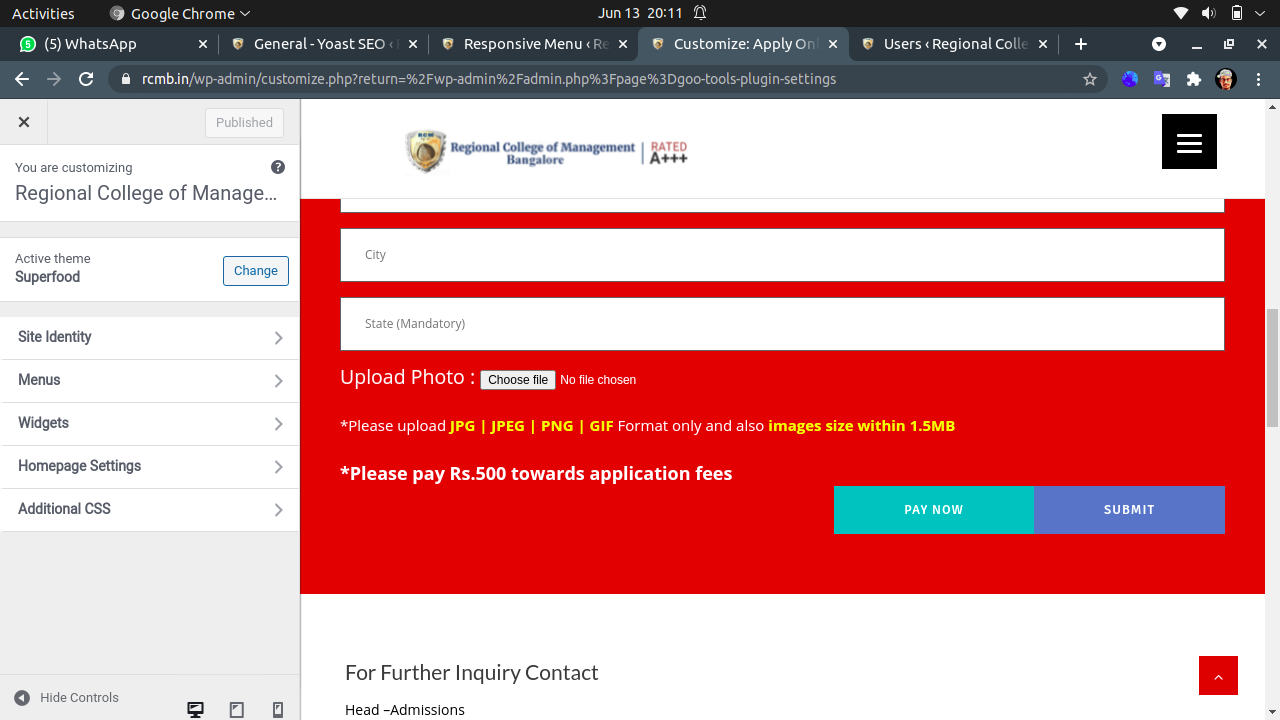 Activities
Google Chrome
Jun 13 20:11
(5) WhatsApp
General - Yoast SEO ‹
Responsive Menu ‹ Re
Customize: Apply Onl
Users ‹ Regional Colle
rcmb.in/wp-admin/customize.php?return=%2Fwp-admin%2Fadmin.php%3Fpage%3Dgoo-tools-plugin-settings
Published
You are customizing
Regional College of Manage...
Active theme
Superfood
Change
Site Identity
Menus
Widgets
Homepage Settings
Additional CSS
Hide Controls
RCM
Regional College of Management
Bangalore
RATED
A+++
City
State (Mandatory)
Upload Photo : Choose file No file chosen
*Please upload JPG | JPEG | PNG | GIF Format only and also images size within 1.5MB
*Please pay Rs.500 towards application fees
PAY NOW
SUBMIT
For Further Inquiry Contact
Head –Admissions